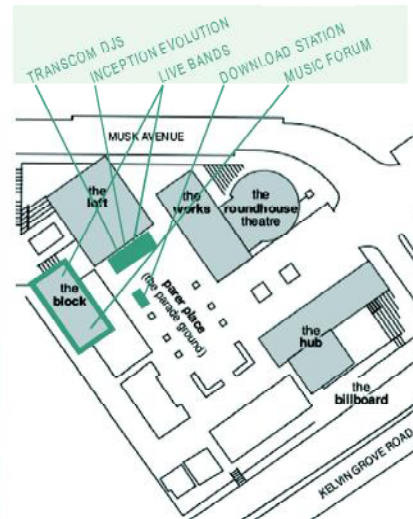 TRANSCOM DJS
INCEPTION EVOLUTION
LIVE BANDS
DOWNLOAD STATION
MUSIC FORUM
MUSK AVENUE
the
loft
the
works
the
roundhouse
theatre
the
block
parer place
(the parade ground)
the
hub
the
billboard
KELVIN GROVE ROAD